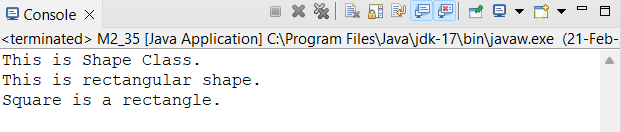 Console
<terminated> M2_35 [Java Application] C:\Program Files\Java\jdk-17\bin\javaw.exe (21-Feb-
This is Shape Class.
This is rectangular shape.
Square is a rectangle.